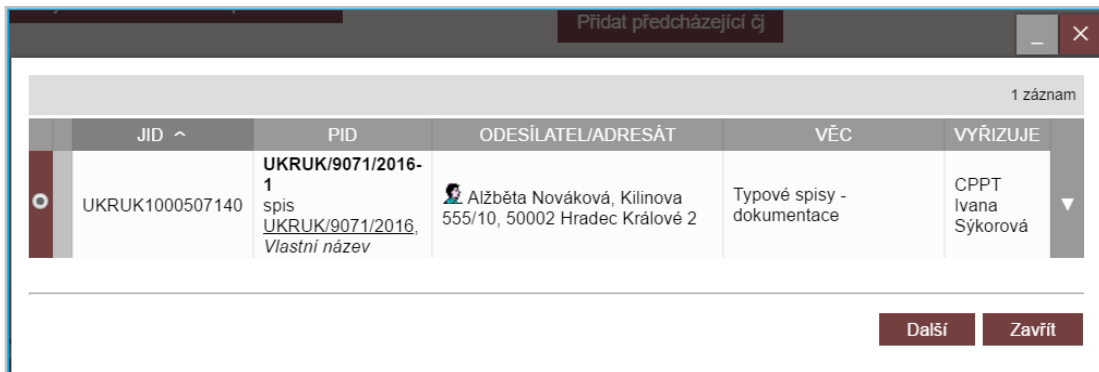 Přidat předcházející čj
1 záznam
JID PID ODESÍLATEL/ADRESÁT VĚC VYŘIZUJE
UKRUK1000507140
UKRUK/9071/2016-
1
spis
UKRUK/9071/2016,
Vlastní název
Alžběta Nováková, Kilinova
555/10, 50002 Hradec Králové 2
Typové spisy -
dokumentace
CPPT
Ivana
Sýkorová
Další Zavřít